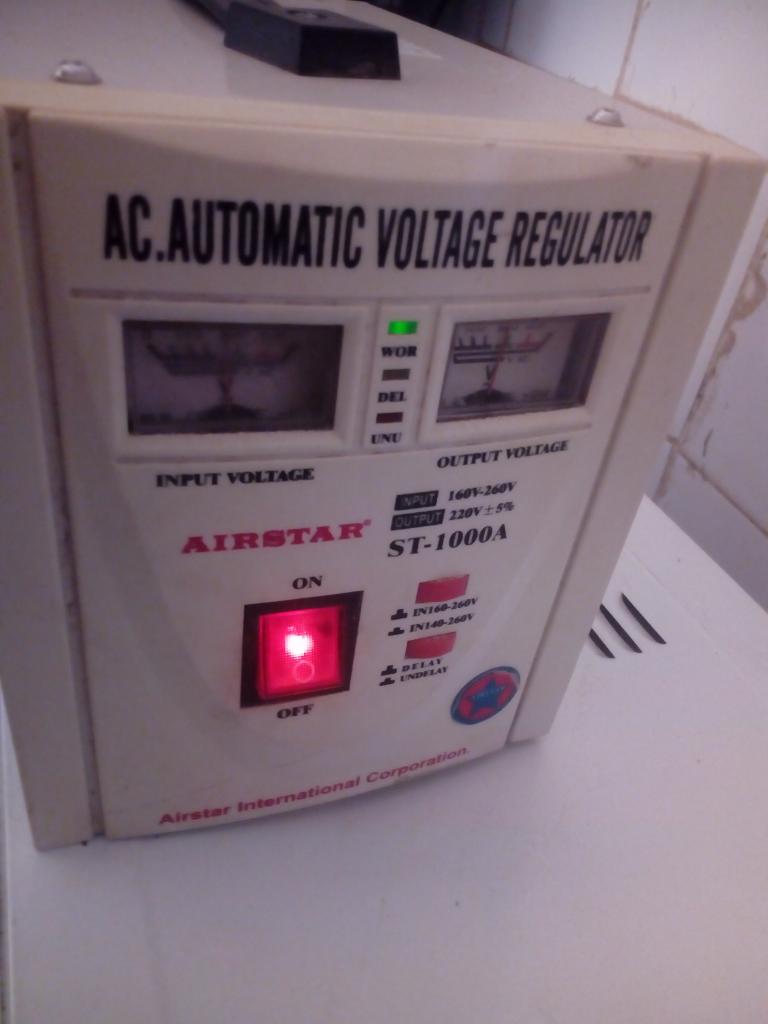 AC.AUTOMATIC VOLTAGE REGULATOR
WOR
DEL
UNU
INPUT VOLTAGE
OUTPUT VOLTAGE
INPUT 160V-260V
OUTPUT 220V±5%
AIRSTAR®
ST-1000A
ON
IN160-260V
IN140-260V
DELAY
UNDELAY
OFF
Airstar International Corporation.